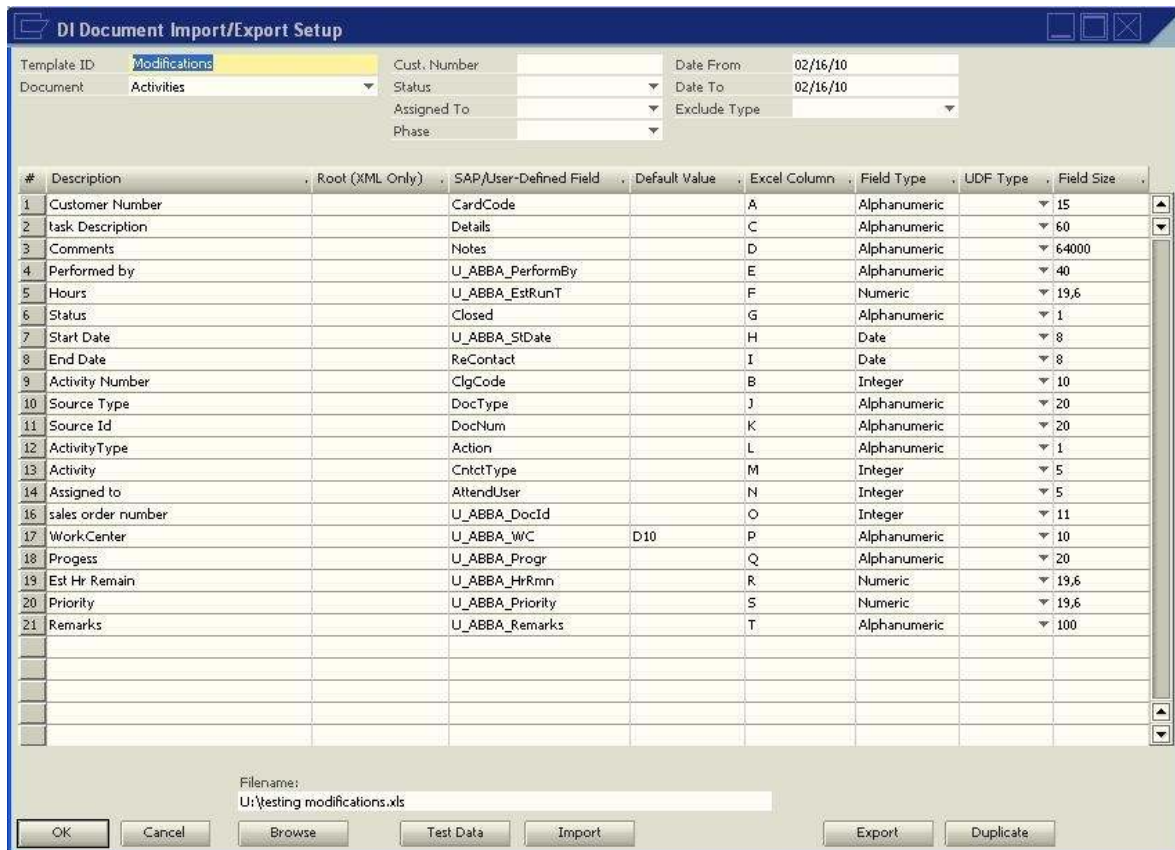 DI Document Import/Export Setup
Template ID Modifications Cust. Number Date From 02/16/10
Document Activities Status Date To 02/16/10
Assigned To Exclude Type
Phase
# Description Root (XML Only) SAP/User-Defined Field Default Value Excel Column Field Type UDF Type Field Size
1 Customer Number CardCode A Alphanumeric 15
2 task Description Details C Alphanumeric 60
3 Comments Notes D Alphanumeric 64000
4 Performed by U_ABBA_PerformBy E Alphanumeric 40
5 Hours U_ABBA_EstRunT F Numeric 19,6
6 Status Closed G Alphanumeric 1
7 Start Date U_ABBA_StDate H Date 8
8 End Date ReContact I Date 8
9 Activity Number ClgCode B Integer 10
10 Source Type DocType J Alphanumeric 20
11 Source Id DocNum K Alphanumeric 20
12 ActivityType Action L Alphanumeric 1
13 Activity CntctType M Integer 5
14 Assigned to AttendUser N Integer 5
16 sales order number U_ABBA_DocId O Integer 11
17 WorkCenter U_ABBA_WC D10 P Alphanumeric 10
18 Progess U_ABBA_Progr Q Alphanumeric 20
19 Est Hr Remain U_ABBA_HrRmn R Numeric 19,6
20 Priority U_ABBA_Priority S Numeric 19,6
21 Remarks U_ABBA_Remarks T Alphanumeric 100
Filename:
U:\testing modifications.xls
OK Cancel Browse Test Data Import Export Duplicate